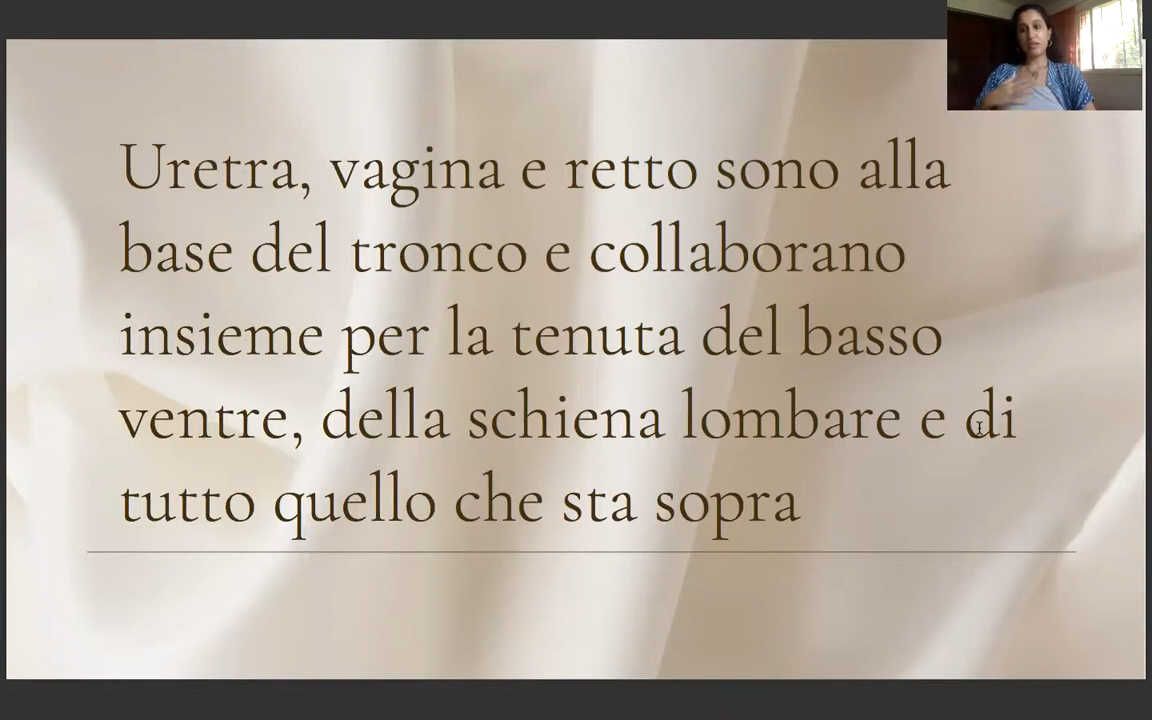 Uretra, vagina e retto sono alla
base del tronco e collaborano
insieme per la tenuta del basso
ventre, della schiena lombare e di
tutto quello che sta sopra